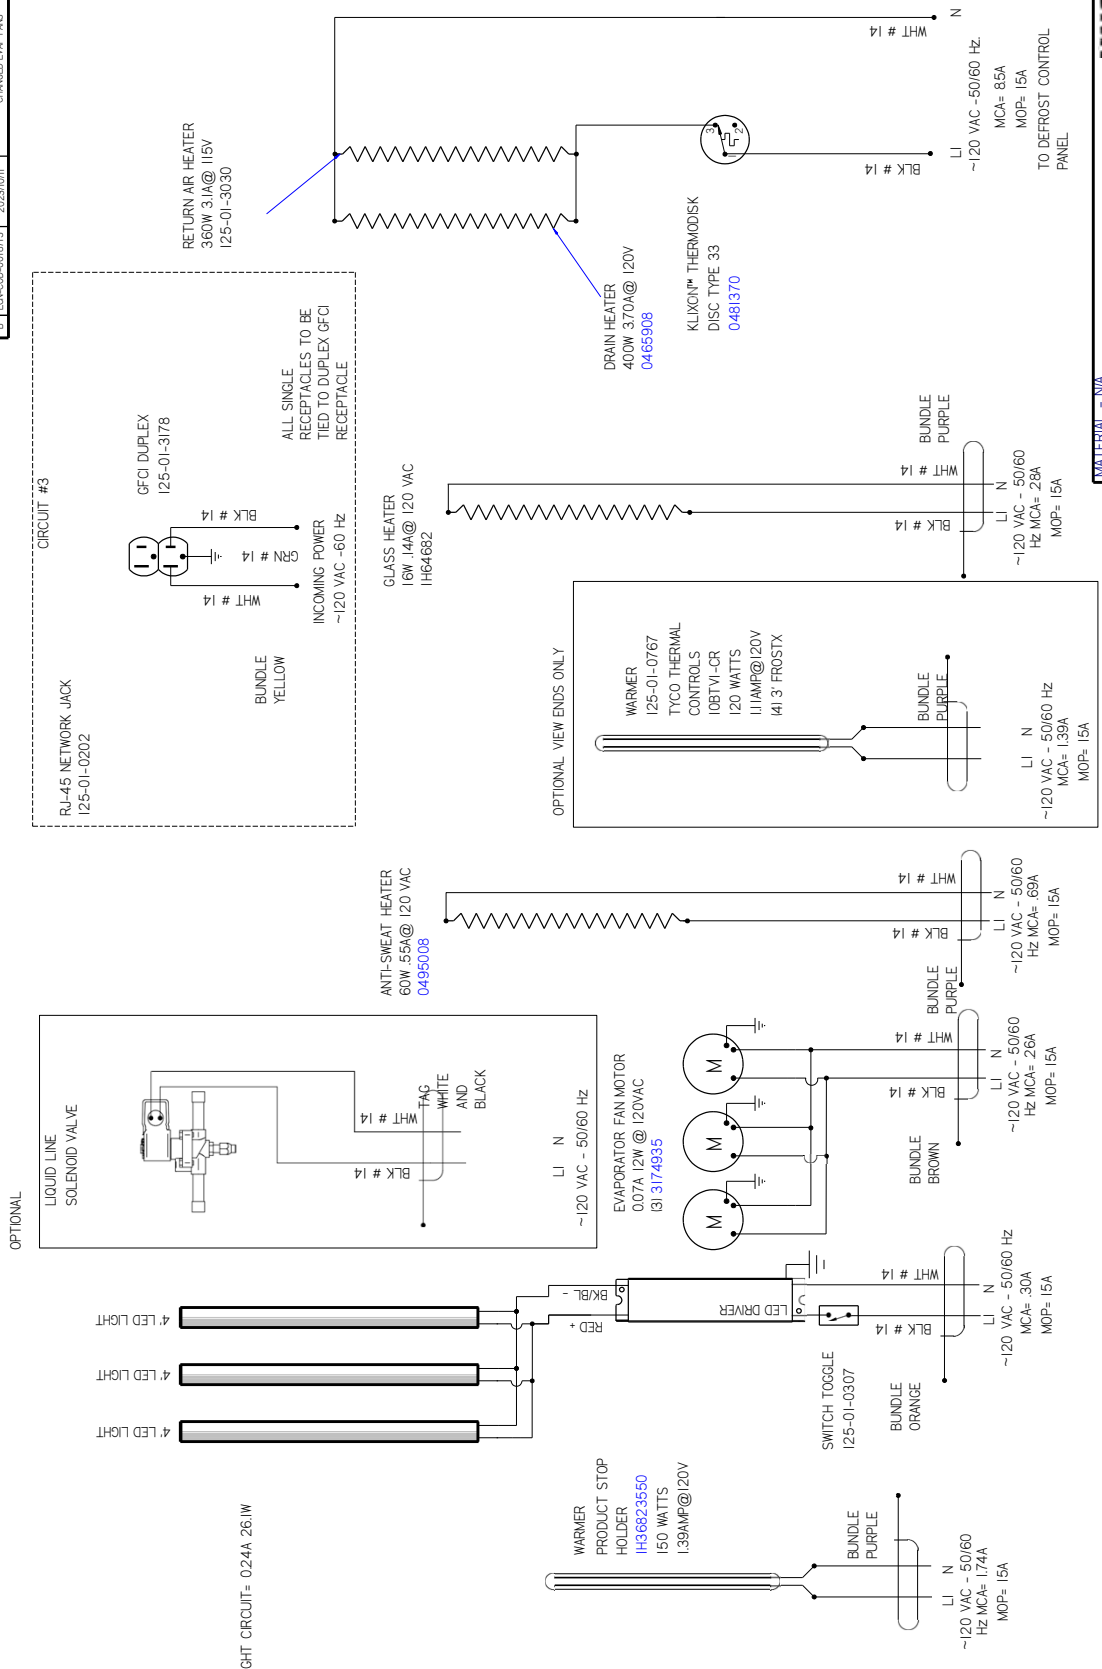 GHT CIRCUIT= 0.24A 26.1W
WARMER
PRODUCT STOP
HOLDER
1H36823550
150 WATTS
1.39AMP@120V
BUNDLE
PURPLE
L1 N
~120 VAC - 50/60
Hz MCA= 1.74A
MOP= 15A
4' LED LIGHT
4' LED LIGHT
4' LED LIGHT
RED +
BK/BL -
LED DRIVER
SWITCH TOGGLE
125-01-0307
BUNDLE
ORANGE
BLK # 14
WHT # 14
L1 N
~120 VAC - 50/60 Hz
MCA= .30A
MOP= 15A
OPTIONAL
LIQUID LINE
SOLENOID VALVE
BLK # 14
WHT # 14
TAG
WHITE
AND
BLACK
L1 N
~120 VAC - 50/60 Hz
EVAPORATOR FAN MOTOR
0.07A 12W @ 120VAC
(3) 3174935
M
M
M
BUNDLE
BROWN
BLK # 14
WHT # 14
L1 N
~120 VAC - 50/60
Hz MCA= .26A
MOP= 15A
ANTI-SWEAT HEATER
60W .55A@ 120 VAC
0495008
BUNDLE
PURPLE
BLK # 14
WHT # 14
L1 N
~120 VAC - 50/60
Hz MCA= .69A
MOP= 15A
CIRCUIT #3
RJ-45 NETWORK JACK
125-01-0202
BUNDLE
YELLOW
GFCI DUPLEX
125-01-3178
WHT # 14
GRN # 14
BLK # 14
INCOMING POWER
~120 VAC -60 Hz
ALL SINGLE
RECEPTACLES TO BE
TIED TO DUPLEX GFCI
RECEPTACLE
OPTIONAL VIEW ENDS ONLY
WARMER
125-01-0767
TYCO THERMAL
CONTROLS
10BTV1-CR
120 WATTS
1.11AMP@120V
(4) 3' FROSTX
BUNDLE
PURPLE
L1 N
~120 VAC - 50/60 Hz
MCA= 1.39A
MOP= 15A
GLASS HEATER
16W .14A@ 120 VAC
1H64682
BUNDLE
PURPLE
BLK # 14
WHT # 14
L1 N
~120 VAC - 50/60
Hz MCA= .28A
MOP= 15A
RETURN AIR HEATER
360W 3.1A@ 115V
125-01-3030
DRAIN HEATER
400W 3.70A@ 120V
0465908
KLIXON™ THERMODISK
DISC TYPE 33
0481370
1
2
3
BLK # 14
WHT # 14
L1 N
~120 VAC -50/60 Hz.
MCA= 8.5A
MOP= 15A
TO DEFROST CONTROL
PANEL
MATERIAL - N/A